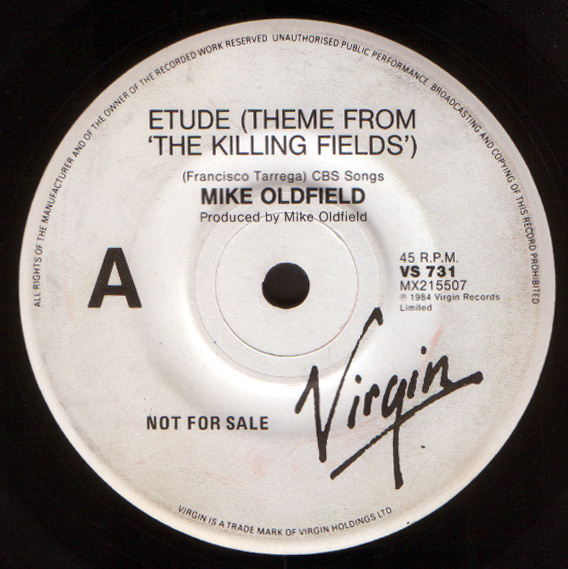 ALL RIGHTS OF THE MANUFACTURER AND OF THE OWNER OF THE RECORDED WORK RESERVED UNAUTHORISED PUBLIC PERFORMANCE, BROADCASTING AND COPYING OF THIS RECORD PROHIBITED
ETUDE (THEME FROM
'THE KILLING FIELDS')
(Francisco Tarrega) CBS Songs
MIKE OLDFIELD
Produced by Mike Oldfield
A
45 R.P.M.
VS 731
MX215507
℗ 1984 Virgin Records
Limited
Virgin
NOT FOR SALE
VIRGIN IS A TRADE MARK OF VIRGIN HOLDINGS LTD